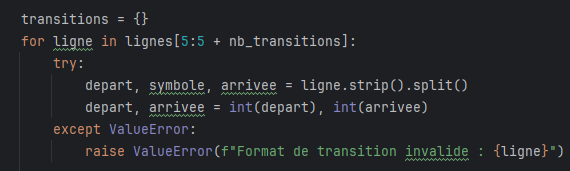 transitions = {}
for ligne in lignes[5:5 + nb_transitions]:
    try:
        depart, symbole, arrivee = ligne.strip().split()
        depart, arrivee = int(depart), int(arrivee)
    except ValueError:
        raise ValueError(f"Format de transition invalide : {ligne}")